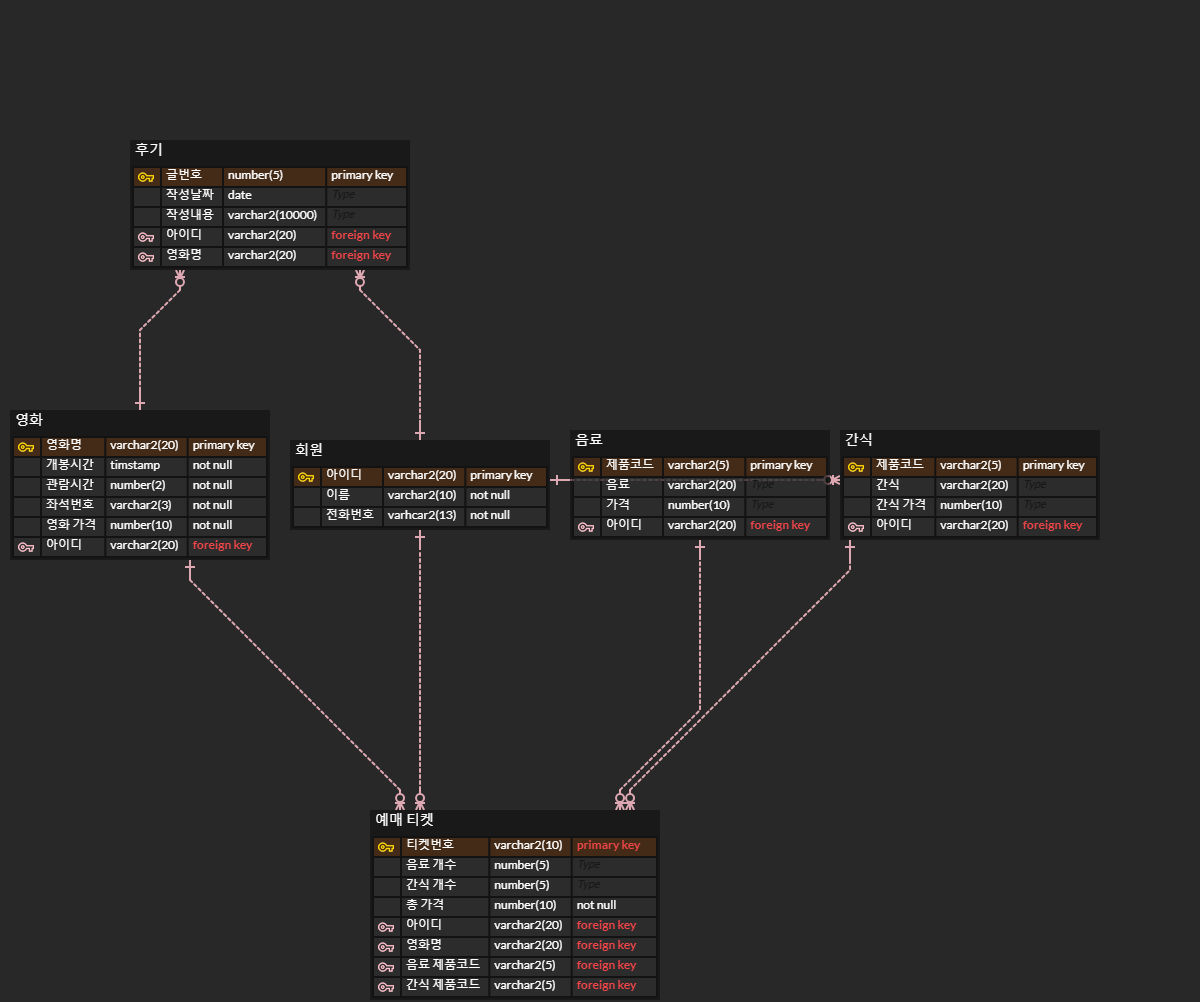 후기
글번호 number(5) primary key
작성날짜 date Type
작성내용 varchar2(10000) Type
아이디 varchar2(20) foreign key
영화명 varchar2(20) foreign key
영화
영화명 varchar2(20) primary key
개봉시간 timstamp not null
관람시간 number(2) not null
좌석번호 varchar2(3) not null
영화 가격 number(10) not null
아이디 varchar2(20) foreign key
회원
아이디 varchar2(20) primary key
이름 varchar2(10) not null
전화번호 varhcar2(13) not null
음료
제품코드 varchar2(5) primary key
음료 varchar2(20) Type
가격 number(10) Type
아이디 varchar2(20) foreign key
간식
제품코드 varchar2(5) primary key
간식 varchar2(20) Type
간식 가격 number(10) Type
아이디 varchar2(20) foreign key
예매 티켓
티켓번호 varchar2(10) primary key
음료 개수 number(5) Type
간식 개수 number(5) Type
총 가격 number(10) not null
아이디 varchar2(20) foreign key
영화명 varchar2(20) foreign key
음료 제품코드 varchar2(5) foreign key
간식 제품코드 varchar2(5) foreign key